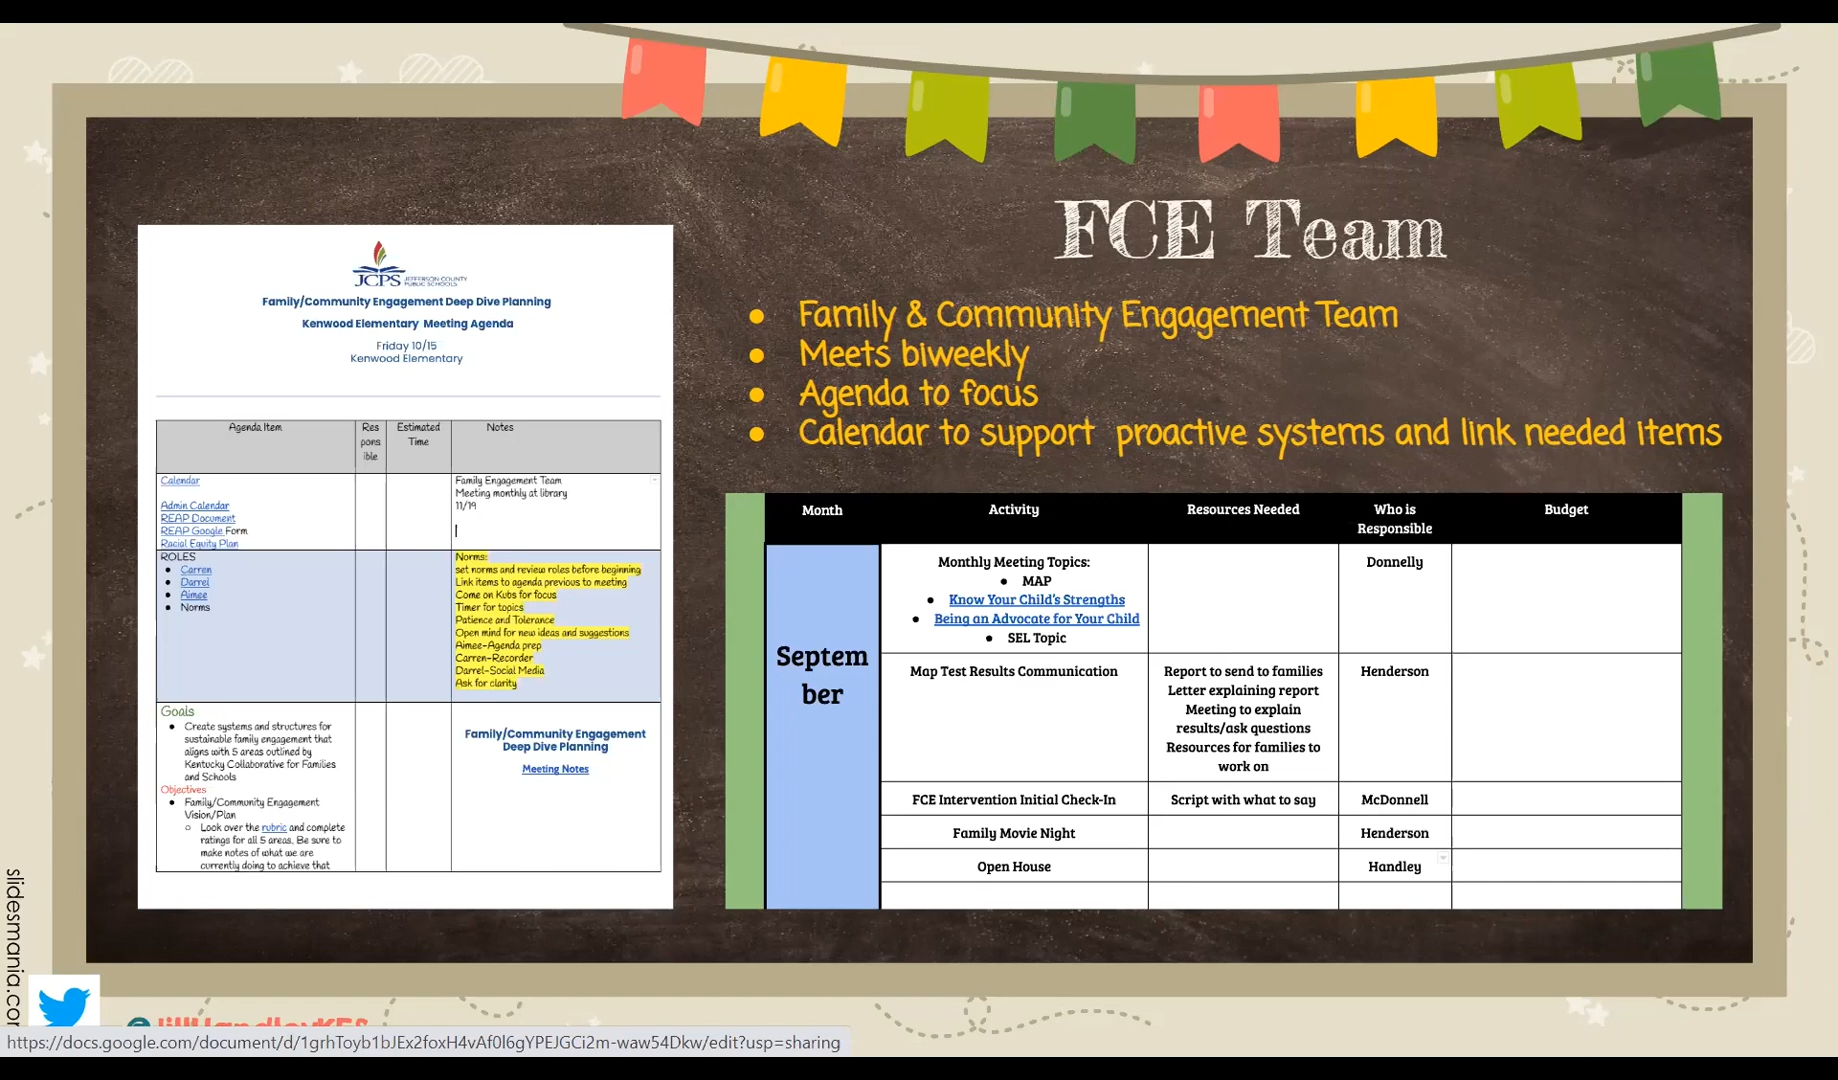 FCE Team
Family & Community Engagement Team
Meets biweekly
Agenda to focus
Calendar to support proactive systems and link needed items
JCPS JEFFERSON COUNTY
PUBLIC SCHOOLS
Family/Community Engagement Deep Dive Planning
Kenwood Elementary Meeting Agenda
Friday 10/15
Kenwood Elementary
Agenda Item
Res
pons
ible
Estimated
Time
Notes
Calendar
Admin Calendar
REAP Document
REAP Google Form
Racial Equity Plan
Family Engagement Team
Meeting monthly at library
11/19
ROLES
Carren
Darrel
Aimee
Norms
Norms:
set norms and review roles before beginning
Link items to agenda previous to meeting
Come on Kubs for focus
Timer for topics
Patience and Tolerance
Open mind for new ideas and suggestions
Aimee-Agenda prep
Carren-Recorder
Darrel-Social Media
Ask for clarity
Goals
Create systems and structures for
sustainable family engagement that
aligns with 5 areas outlined by
Kentucky Collaborative for Families
and Schools
Objectives
Family/Community Engagement
Vision/Plan
Look over the rubric and complete
ratings for all 5 areas. Be sure to
make notes of what we are
currently doing to achieve that
Family/Community Engagement
Deep Dive Planning
Meeting Notes
Month
Activity
Resources Needed
Who is
Responsible
Budget
Septem
ber
Monthly Meeting Topics:
MAP
Know Your Child's Strengths
Being an Advocate for Your Child
SEL Topic
Donnelly
Map Test Results Communication
Report to send to families
Letter explaining report
Meeting to explain
results/ask questions
Resources for families to
work on
Henderson
FCE Intervention Initial Check-In
Script with what to say
McDonnell
Family Movie Night
Henderson
Open House
Handley
slidesmania.com
@JillHandleyKES
https://docs.google.com/document/d/1grhToyb1bJEx2foxH4vAf0l6gYPEJGCi2m-waw54Dkw/edit?usp=sharing